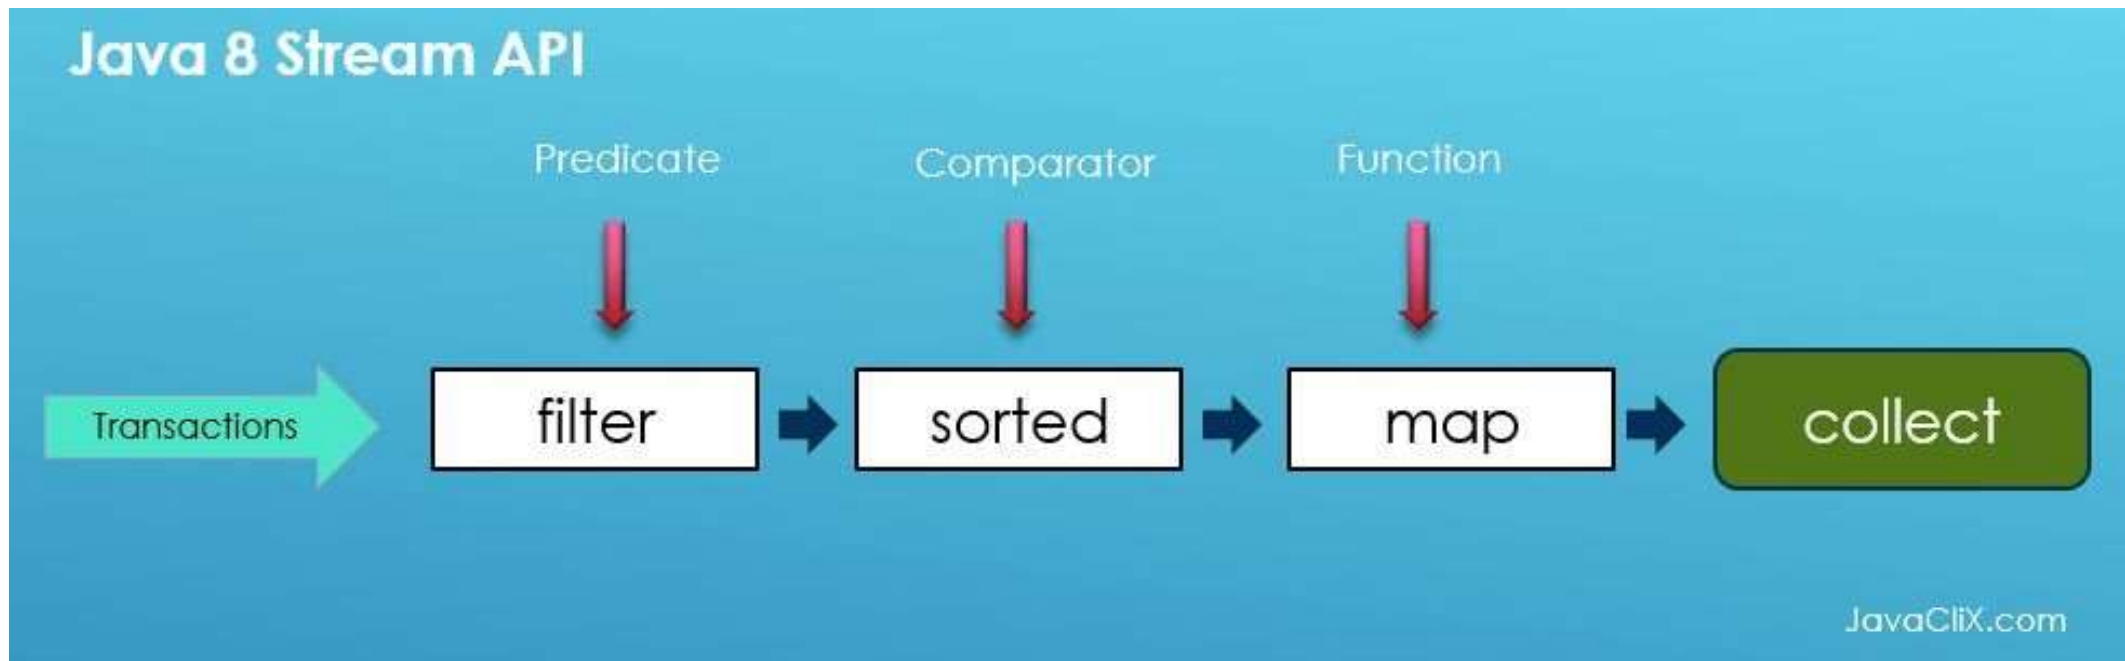 Java 8 Stream API
Predicate
Comparator
Function
Transactions
filter
sorted
map
collect
JavaCliX.com